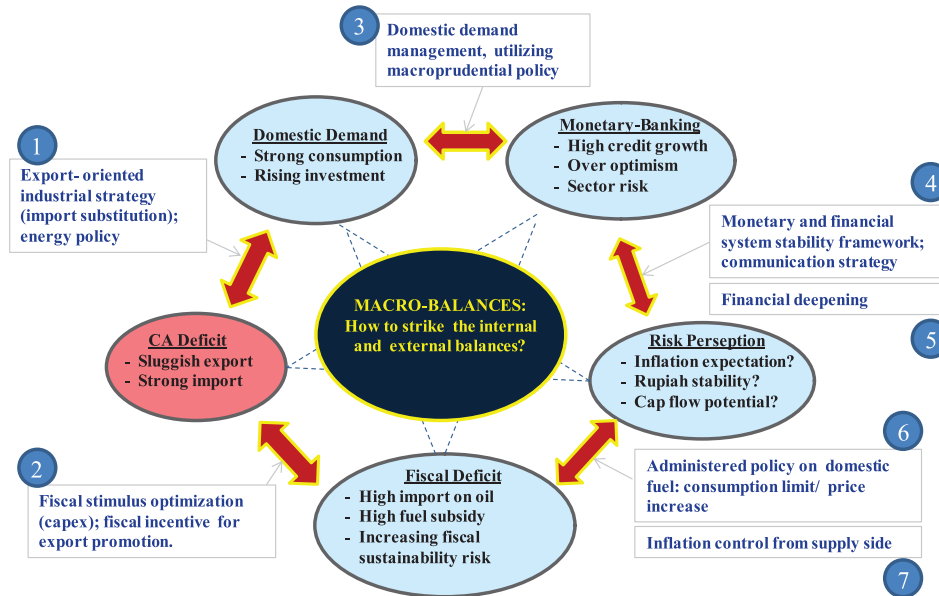 3
Domestic demand
management, utilizing
macroprudential policy
Domestic Demand
- Strong consumption
- Rising investment
Monetary-Banking
- High credit growth
- Over optimism
- Sector risk
1
Export- oriented
industrial strategy
(import substitution);
energy policy
4
Monetary and financial
system stability framework;
communication strategy
Financial deepening
5
MACRO-BALANCES:
How to strike the internal
and external balances?
CA Deficit
- Sluggish export
- Strong import
Risk Perseption
- Inflation expectation?
- Rupiah stability?
- Cap flow potential?
2
Fiscal stimulus optimization
(capex); fiscal incentive for
export promotion.
Fiscal Deficit
- High import on oil
- High fuel subsidy
- Increasing fiscal
sustainability risk
6
Administered policy on domestic
fuel: consumption limit/ price
increase
Inflation control from supply side
7